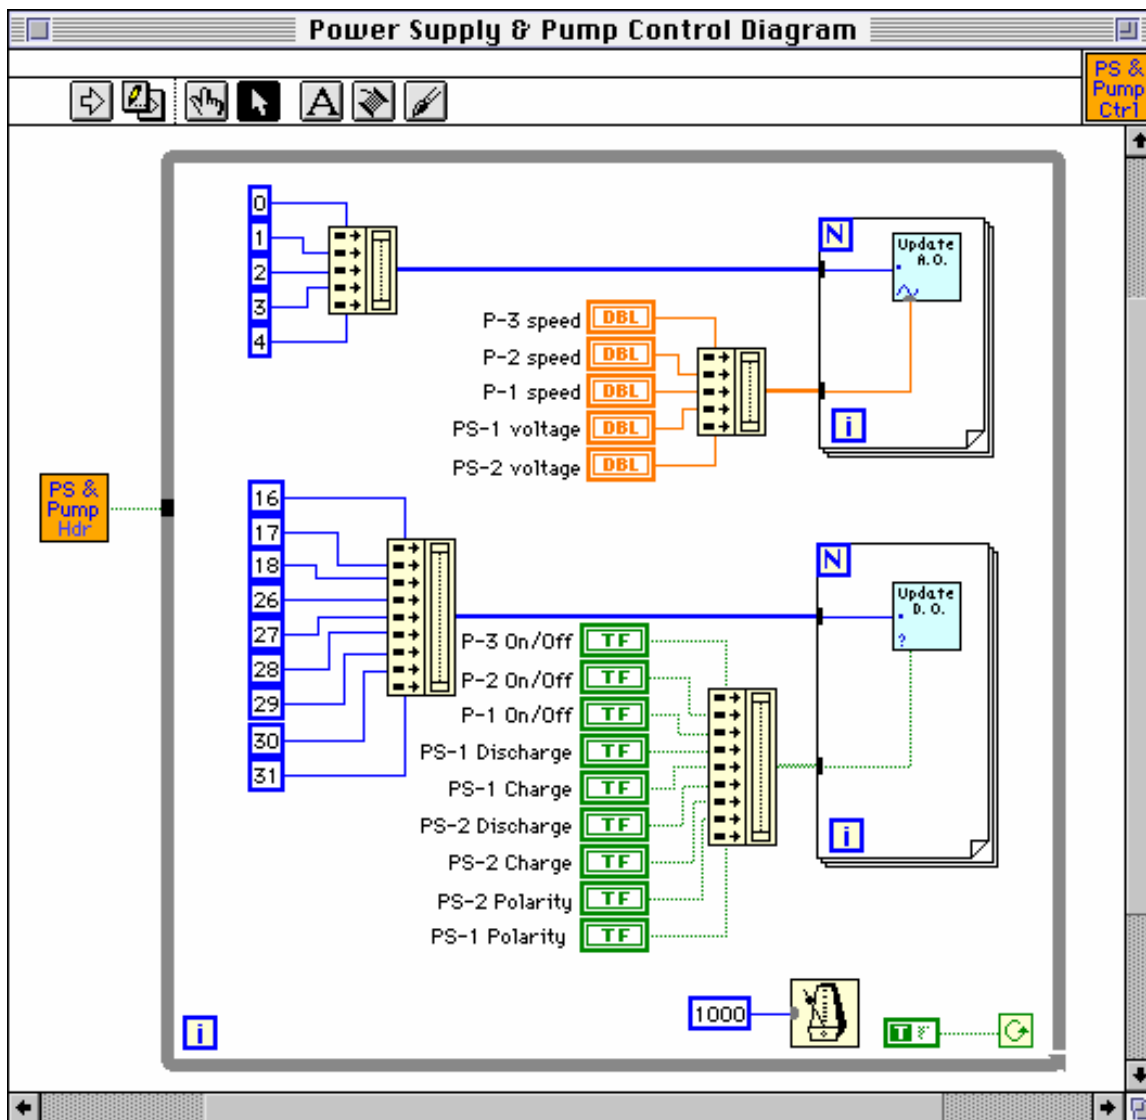 Power Supply & Pump Control Diagram
PS &
Pump
Ctrl
A
0
1
2
3
4
N
Update
A.O.
P-3 speed DBL
P-2 speed DBL
P-1 speed DBL
PS-1 voltage DBL
PS-2 voltage DBL
i
PS &
Pump
Hdr
16
17
18
26
27
28
29
30
31
N
Update
D.O.
?
P-3 On/Off TF
P-2 On/Off TF
P-1 On/Off TF
PS-1 Discharge TF
PS-1 Charge TF
PS-2 Discharge TF
PS-2 Charge TF
PS-2 Polarity TF
PS-1 Polarity TF
i
i
1000
T F